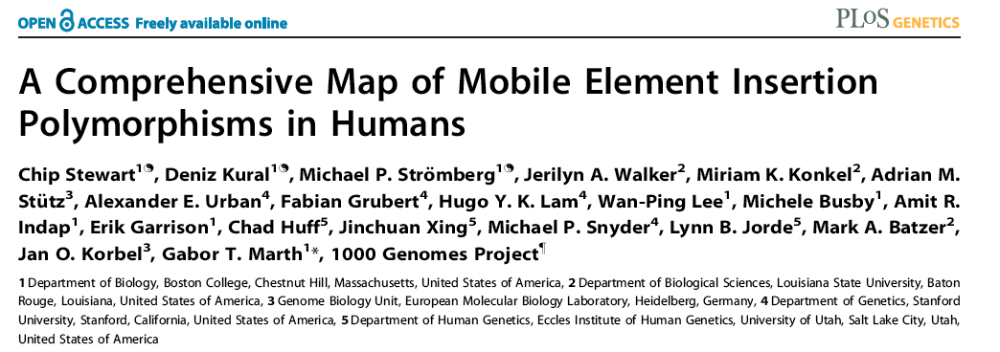 OPEN ACCESS Freely available online
PLoS GENETICS
A Comprehensive Map of Mobile Element Insertion
Polymorphisms in Humans
Chip Stewart1☯, Deniz Kural1☯, Michael P. Strömberg1☯, Jerilyn A. Walker2, Miriam K. Konkel2, Adrian M.
Stütz3, Alexander E. Urban4, Fabian Grubert4, Hugo Y. K. Lam4, Wan-Ping Lee1, Michele Busby1, Amit R.
Indap1, Erik Garrison1, Chad Huff5, Jinchuan Xing5, Michael P. Snyder4, Lynn B. Jorde5, Mark A. Batzer2,
Jan O. Korbel3, Gabor T. Marth1*, 1000 Genomes Project¶
1 Department of Biology, Boston College, Chestnut Hill, Massachusetts, United States of America, 2 Department of Biological Sciences, Louisiana State University, Baton
Rouge, Louisiana, United States of America, 3 Genome Biology Unit, European Molecular Biology Laboratory, Heidelberg, Germany, 4 Department of Genetics, Stanford
University, Stanford, California, United States of America, 5 Department of Human Genetics, Eccles Institute of Human Genetics, University of Utah, Salt Lake City, Utah,
United States of America